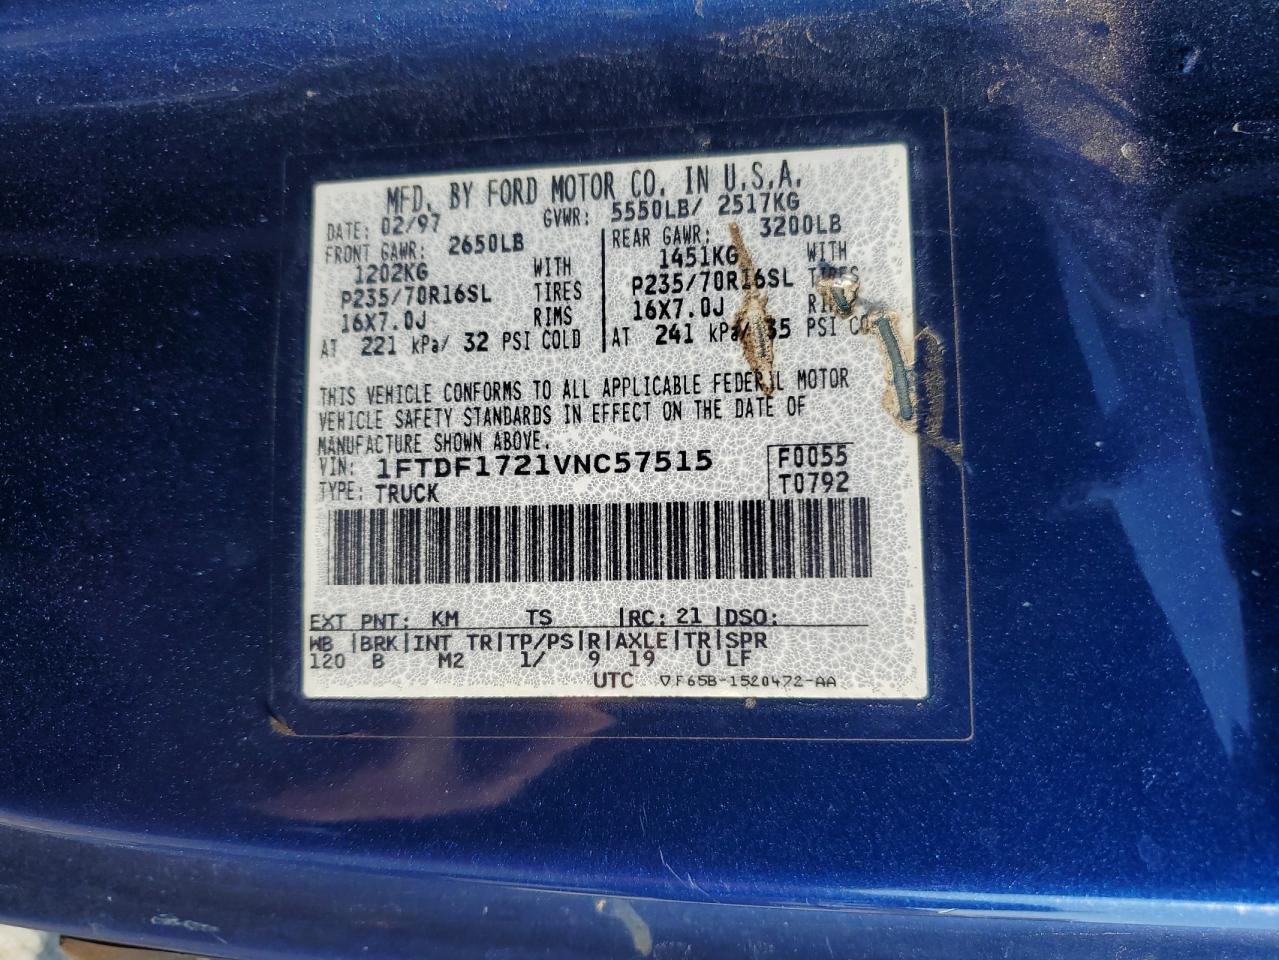 MFD. BY FORD MOTOR CO. IN U.S.A.
DATE: 02/97 GVWR: 5550LB/ 2517KG
FRONT GAWR: 2650LB REAR GAWR: 3200LB
1202KG WITH 1451KG WITH
P235/70R16SL TIRES P235/70R16SL TIRES
16X7.0J RIMS 16X7.0J
AT 221 kPa/ 32 PSI COLD AT 241 kPa/ 35 PSI
THIS VEHICLE CONFORMS TO ALL APPLICABLE FEDERAL MOTOR
VEHICLE SAFETY STANDARDS IN EFFECT ON THE DATE OF
MANUFACTURE SHOWN ABOVE.
VIN: 1FTDF1721VNC57515 F0055
TYPE: TRUCK T0792
EXT PNT: KM TS |RC: 21 |DSO:
WB |BRK|INT TR|TP/PS|R|AXLE|TR|SPR
120 B M2 1/ 9 19 U LF
UTC ▽F65B-1520472-AA